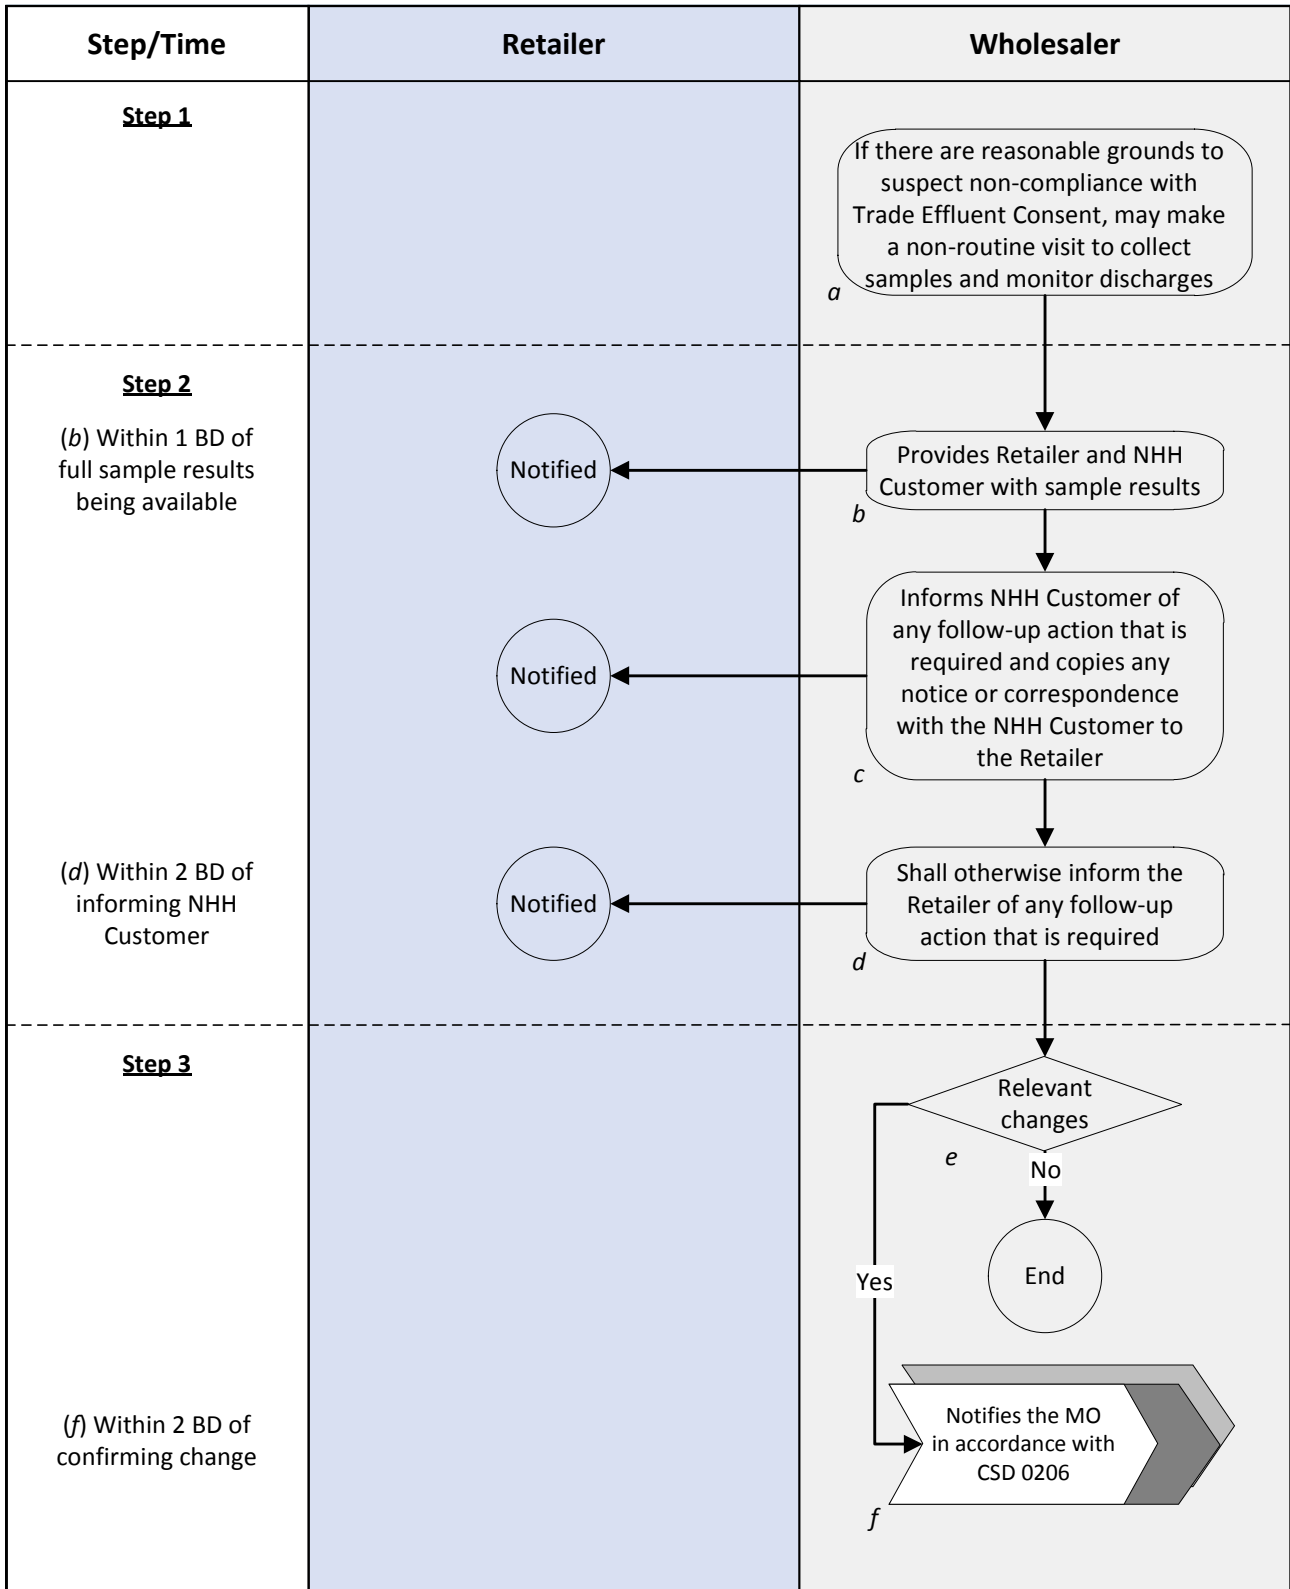 Step/Time
Retailer
Wholesaler
Step 1
If there are reasonable grounds to
suspect non-compliance with
Trade Effluent Consent, may make
a non-routine visit to collect
samples and monitor discharges
a
Step 2
(b) Within 1 BD of
full sample results
being available
Notified
Provides Retailer and NHH
Customer with sample results
b
Notified
Informs NHH Customer of
any follow-up action that is
required and copies any
notice or correspondence
with the NHH Customer to
the Retailer
c
(d) Within 2 BD of
informing NHH
Customer
Notified
Shall otherwise inform the
Retailer of any follow-up
action that is required
d
Step 3
Relevant
changes
e
No
End
Yes
(f) Within 2 BD of
confirming change
Notifies the MO
in accordance with
CSD 0206
f